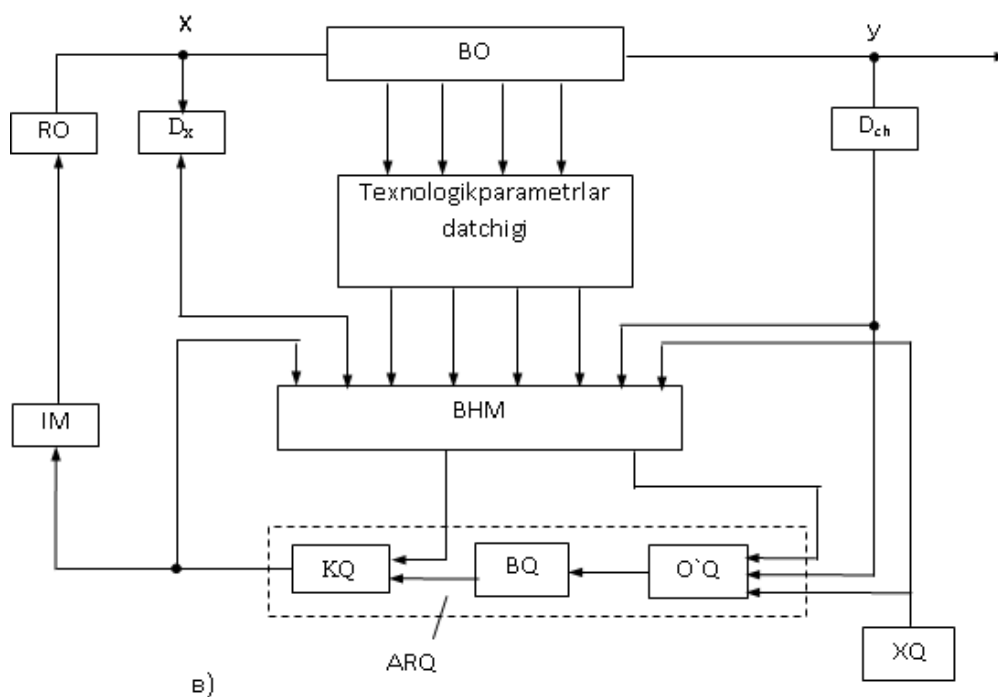 X
y
BO
RO
Dx
Dch
Texnologikparametrlar
datchigi
IM
BHM
KQ
BQ
O`Q
ARQ
XQ
в)